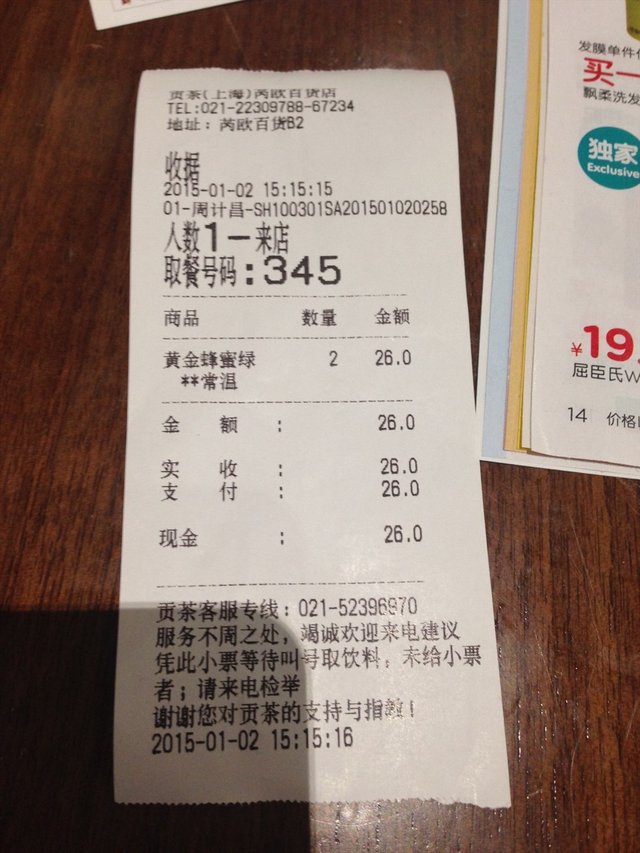 贡茶(上海)芮欧百货店
TEL:021-22309788-67234
地址: 芮欧百货B2
收据
2015-01-02 15:15:15
01-周计昌-SH100301SA201501020258
人数1-来店
取餐号码:345
商品 数量 金额
黄金蜂蜜绿 2 26.0
**常温
金 额 : 26.0
实 收 : 26.0
支 付 : 26.0
现金 : 26.0
贡茶客服专线: 021-52396970
服务不周之处, 竭诚欢迎来电建议
凭此小票等待叫号取饮料, 未给小票
者; 请来电检举
谢谢您对贡茶的支持与指教!
2015-01-02 15:15:16
发膜单件
买一
飘柔洗发
独家
Exclusive
¥19.
屈臣氏W
14 价格